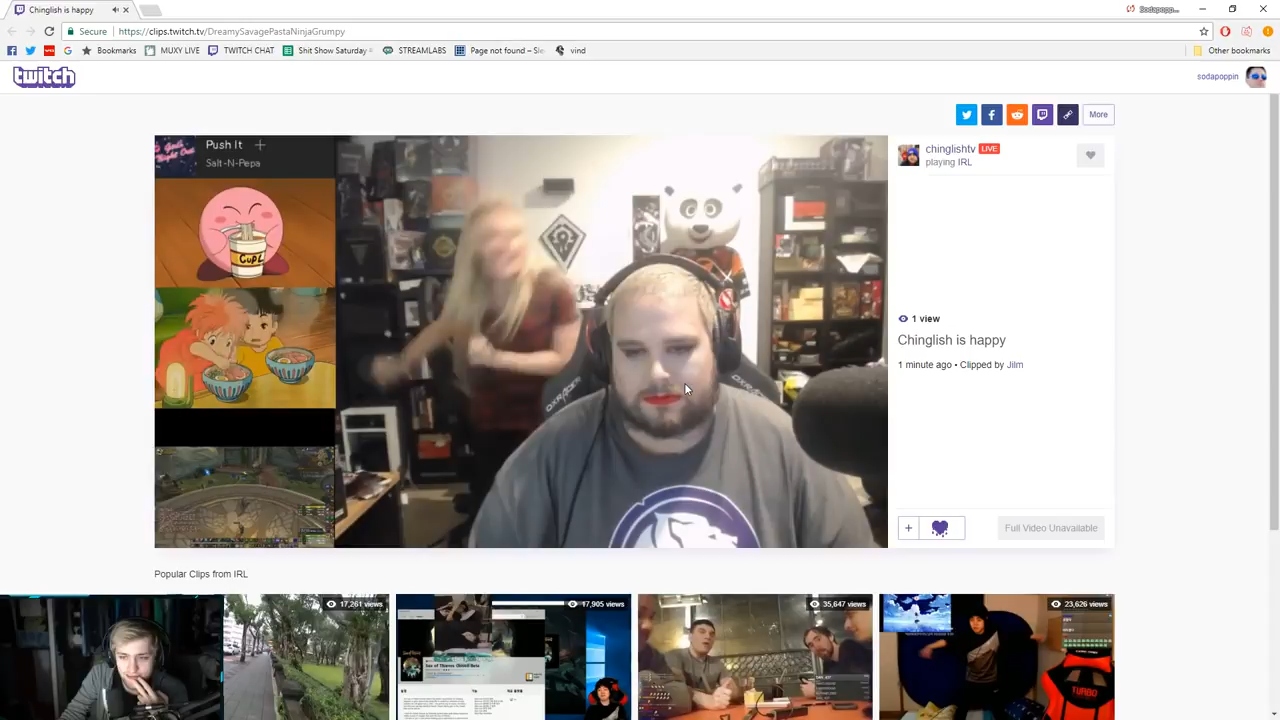 Chinglish is happy
Sodapopp...
Secure https://clips.twitch.tv/DreamySavagePastaNinjaGrumpy
Bookmarks MUXY LIVE TWITCH CHAT Sh!t Show Saturday STREAMLABS Page not found – Sle vind Other bookmarks
twitch
sodapoppin
More
Push It +
Salt-N-Pepa
CUP
DXRACER
DXRACER
chinglishtv LIVE
playing IRL
1 view
Chinglish is happy
1 minute ago • Clipped by Jilm
+
Full Video Unavailable
Popular Clips from IRL
17,261 views
17,905 views
35,647 views
23,626 views
TURBO